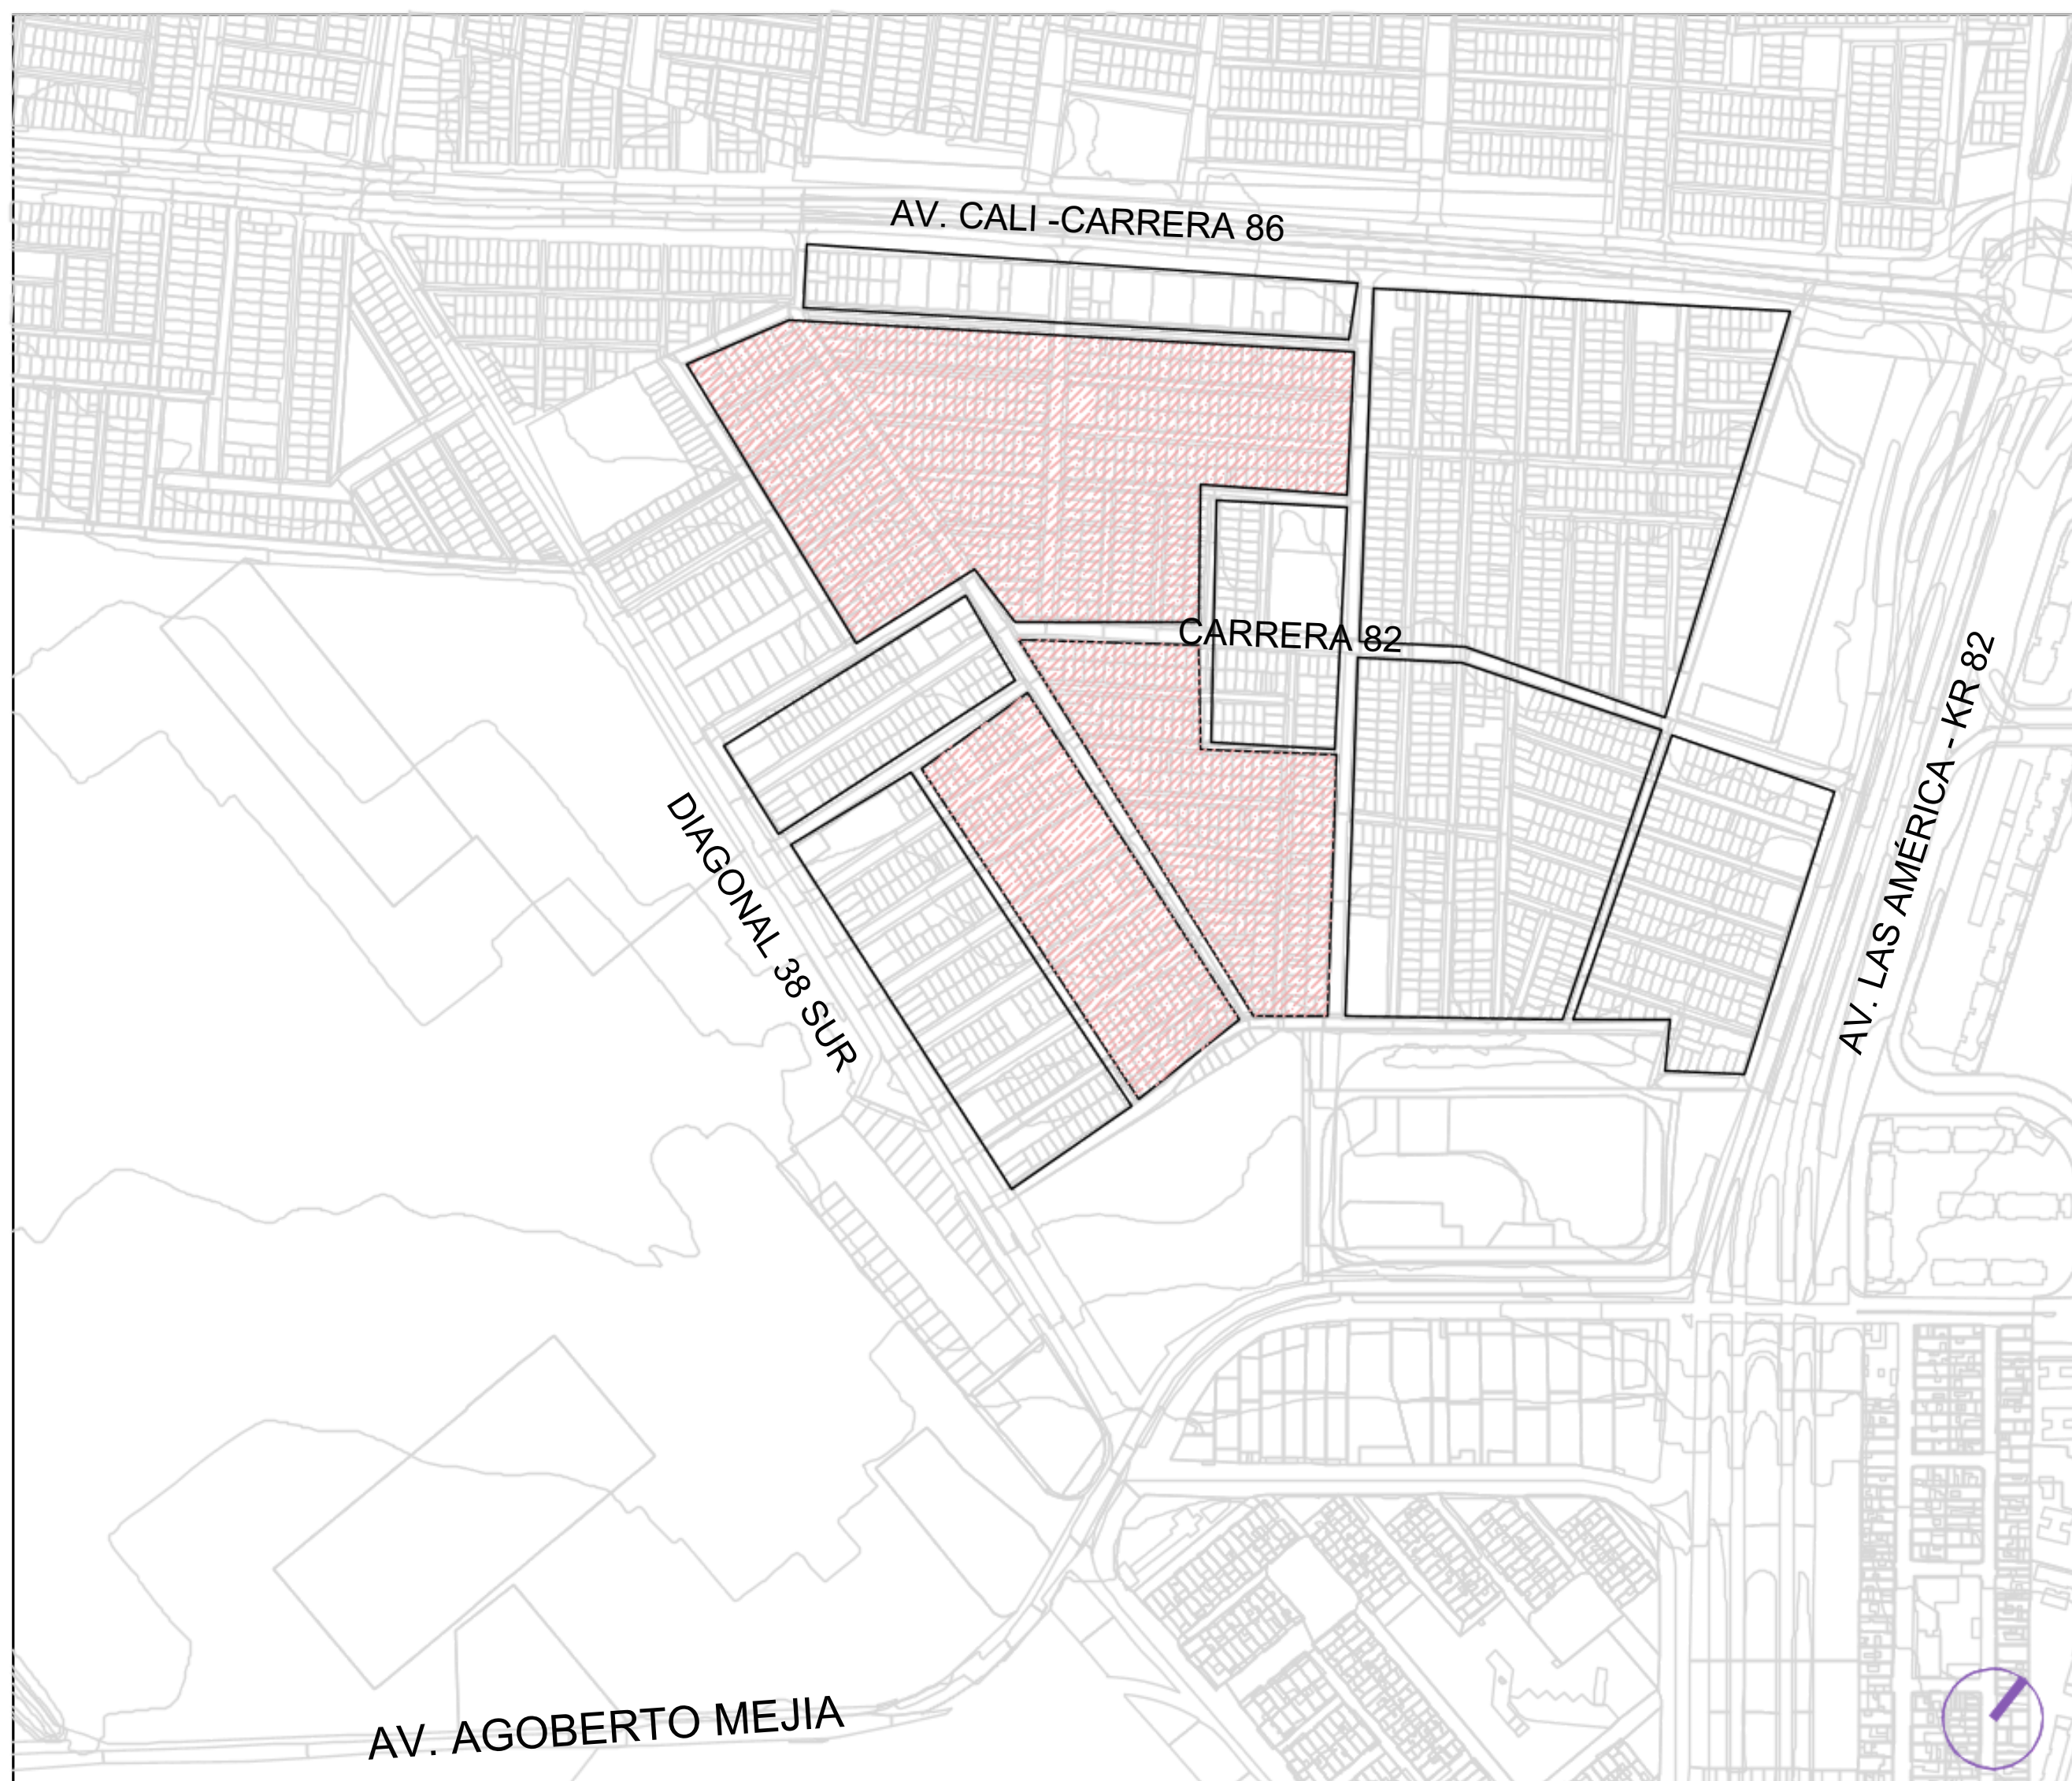 AV. CALI -CARRERA 86
CARRERA 82
AV. LAS AMÉRICA - KR 82
DIAGONAL 38 SUR
AV. AGOBERTO MEJIA